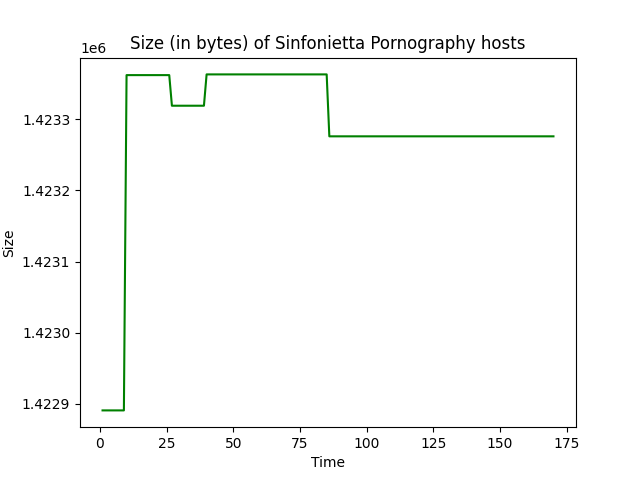 Size (in bytes) of Sinfonietta Pornography hosts
1e6
1.4233
1.4232
1.4231
1.4230
1.4229
Size
0 25 50 75 100 125 150 175
Time